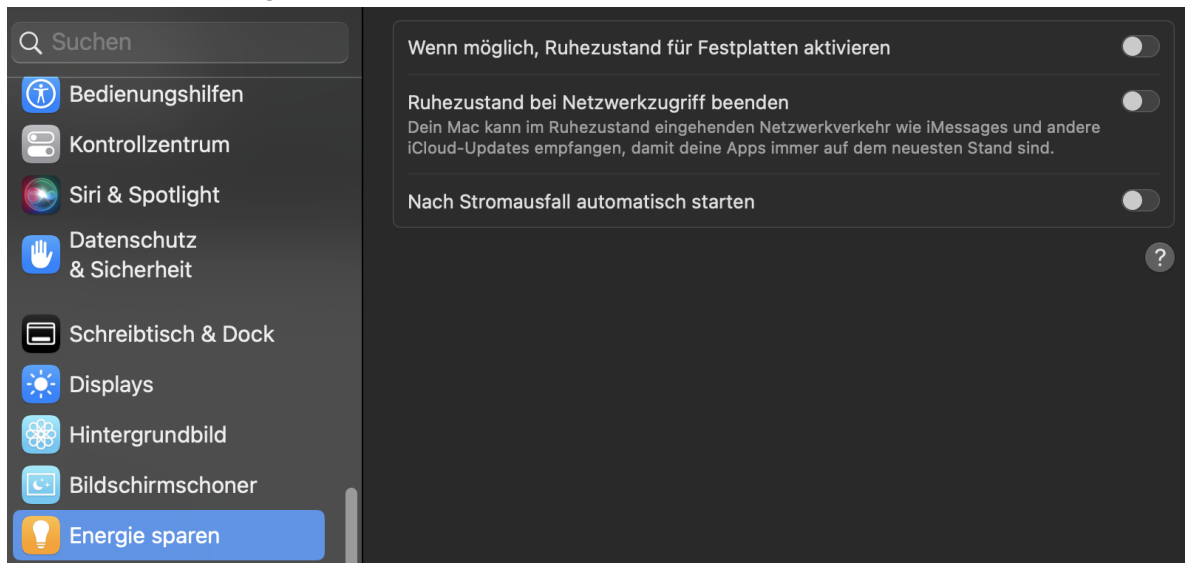 Suchen
Bedienungshilfen
Kontrollzentrum
Siri & Spotlight
Datenschutz
& Sicherheit
Schreibtisch & Dock
Displays
Hintergrundbild
Bildschirmschoner
Energie sparen
Wenn möglich, Ruhezustand für Festplatten aktivieren
Ruhezustand bei Netzwerkzugriff beenden
Dein Mac kann im Ruhezustand eingehenden Netzwerkverkehr wie iMessages und andere
iCloud-Updates empfangen, damit deine Apps immer auf dem neuesten Stand sind.
Nach Stromausfall automatisch starten
?